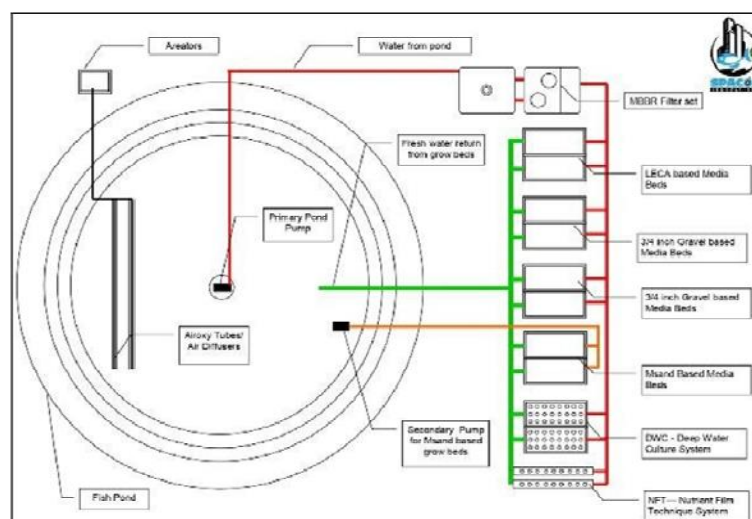 Areators
Water from pond
MBBR Filter set
Fresh water return
from grow beds
LECA based Media
Beds
Primary Pond
Pump
3/4 inch Gravel based
Media Beds
3/4 inch Gravel based
Media Beds
Airoxy Tubes/
Air Diffusers
Msand Based Media
Beds
Secondary Pump
for Msand based
grow beds
DWC - Deep Water
Culture System
Fish Pond
NFT— Nutrient Film
Technique System